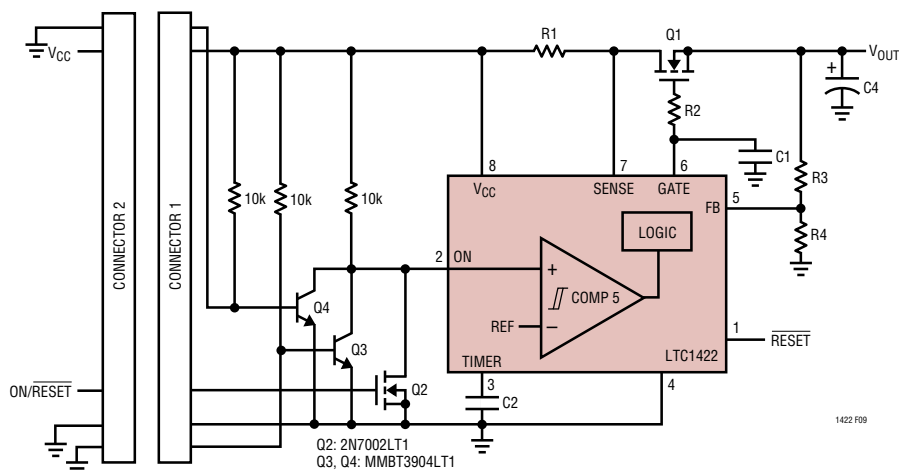 R1
Q1
VCC
VOUT
+
C4
R2
C1
8
7
6
VCC
SENSE
GATE
10k
10k
10k
R3
5
FB
CONNECTOR 2
CONNECTOR 1
LOGIC
R4
2
ON
+
COMP 5
Q4
REF
−
1
RESET
Q3
TIMER
LTC1422
ON/RESET
Q2
3
4
C2
1422 F09
Q2: 2N7002LT1
Q3, Q4: MMBT3904LT1